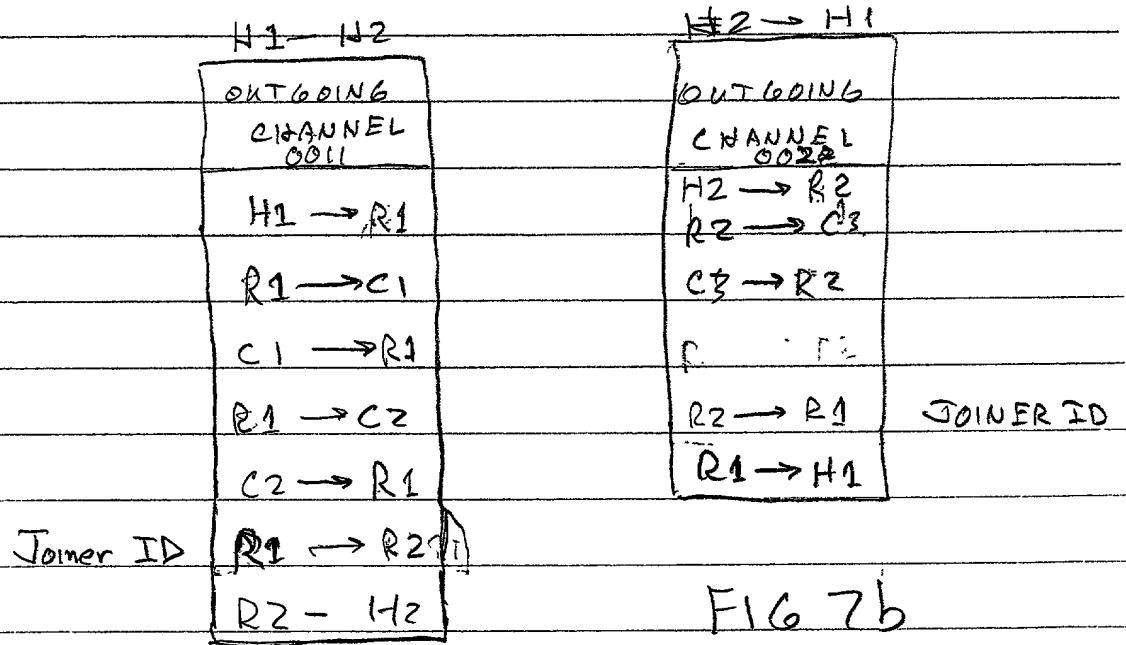 H1 — H2
OUTGOING
CHANNEL
0011
H1 → R1
R1 → C1
C1 → R1
R1 → C2
C2 → R1
Joiner ID R1 → R2
R2 - H2
H2 → H1
OUTGOING
CHANNEL
0022
H2 → R2
R2 → C3
C3 → R2
R2 → R1 JOINER ID
R1 → H1
FIG 7b